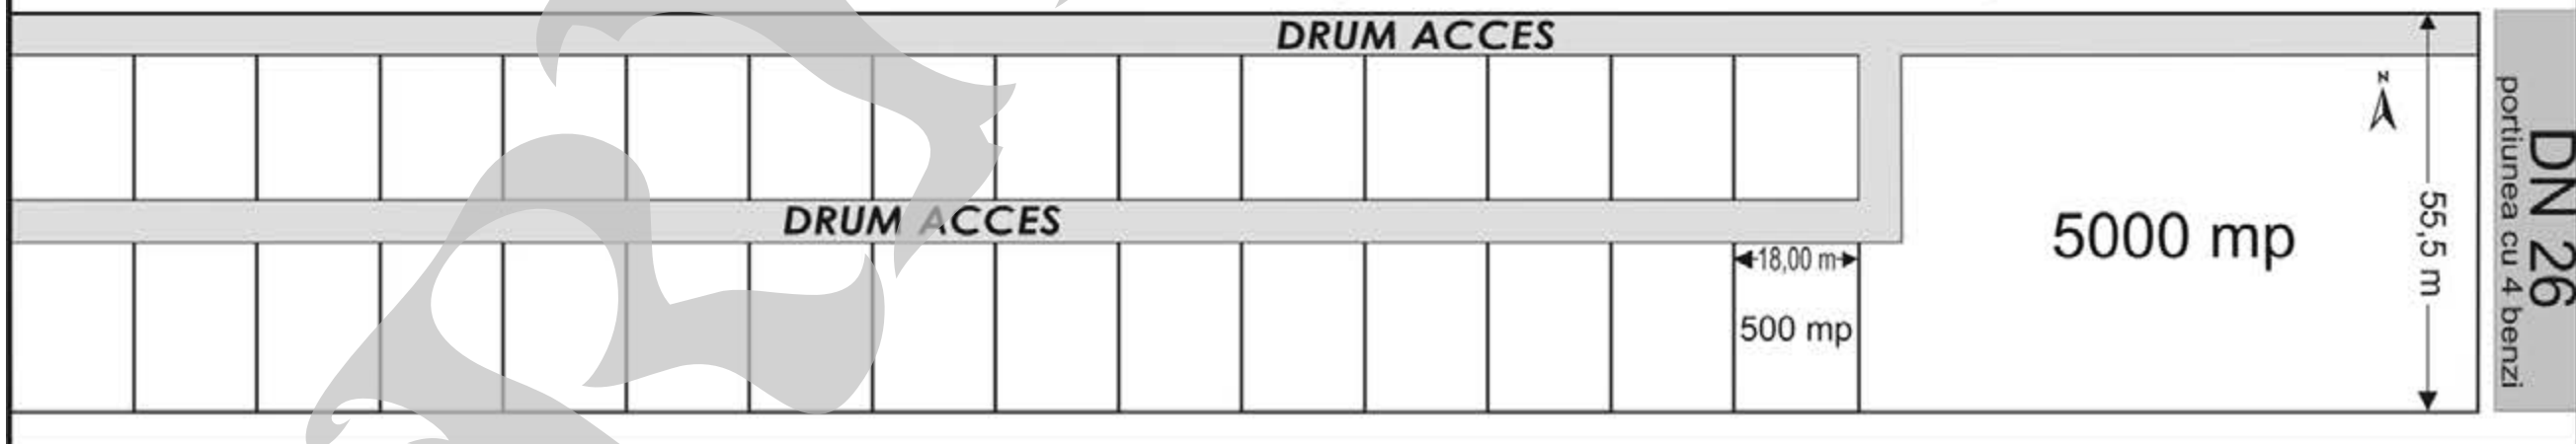 DRUM ACCES
N
DRUM ACCES
18,00 m
500 mp
5000 mp
55,5 m
DN 26
portiunea cu 4 benzi